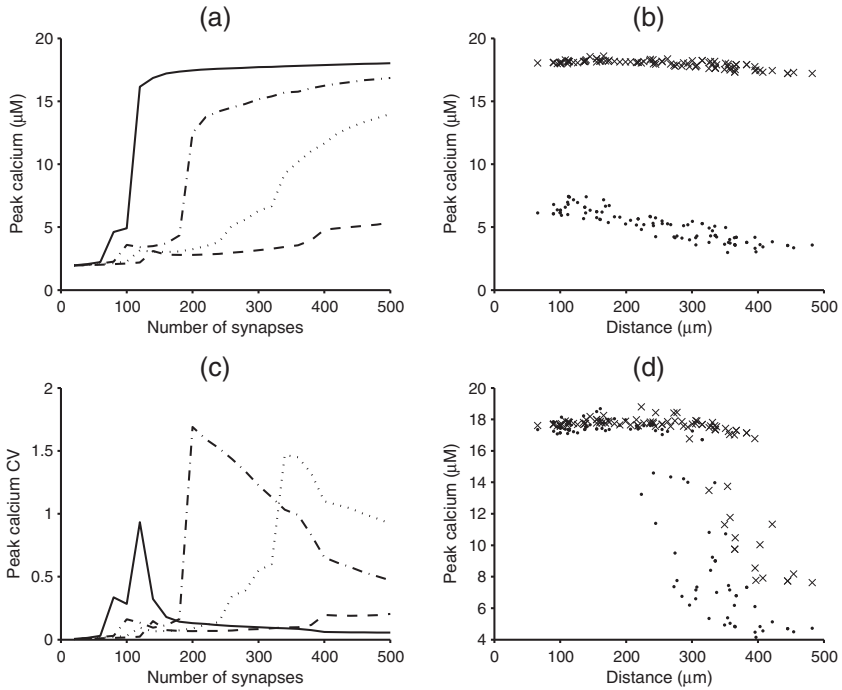 (a)
20
15
10
5
0
Peak calcium (μM)
0 100 200 300 400 500
Number of synapses
(b)
20
15
10
5
0
Peak calcium (μM)
0 100 200 300 400 500
Distance (μm)
(c)
2
1.5
1
0.5
0
Peak calcium CV
0 100 200 300 400 500
Number of synapses
(d)
20
18
16
14
12
10
8
6
4
Peak calcium (μM)
0 100 200 300 400 500
Distance (μm)